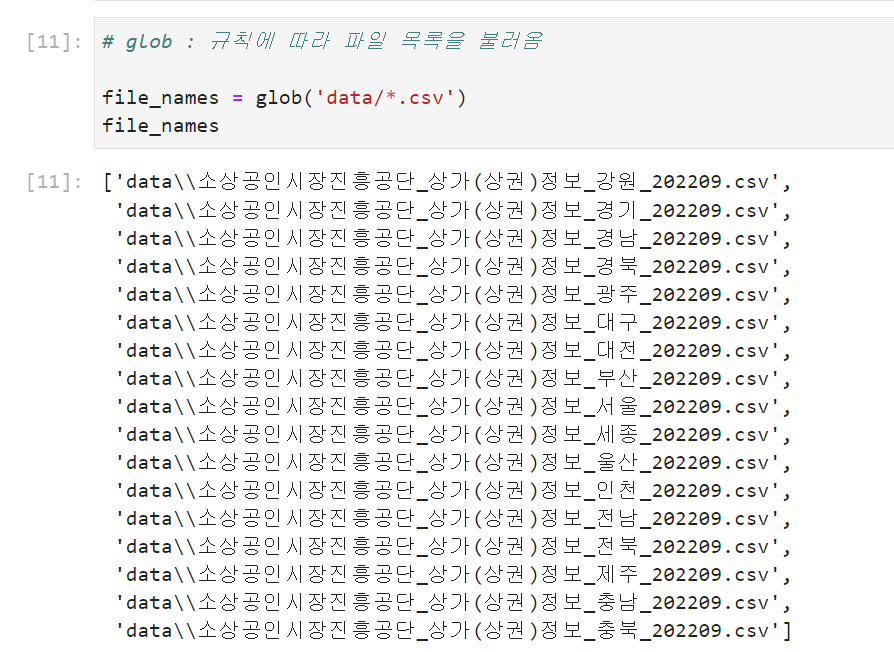 [11]: # glob : 규칙에 따라 파일 목록을 불러옴
file_names = glob('data/*.csv')
file_names
[11]: ['data\\소상공인시장진흥공단_상가(상권)정보_강원_202209.csv',
'data\\소상공인시장진흥공단_상가(상권)정보_경기_202209.csv',
'data\\소상공인시장진흥공단_상가(상권)정보_경남_202209.csv',
'data\\소상공인시장진흥공단_상가(상권)정보_경북_202209.csv',
'data\\소상공인시장진흥공단_상가(상권)정보_광주_202209.csv',
'data\\소상공인시장진흥공단_상가(상권)정보_대구_202209.csv',
'data\\소상공인시장진흥공단_상가(상권)정보_대전_202209.csv',
'data\\소상공인시장진흥공단_상가(상권)정보_부산_202209.csv',
'data\\소상공인시장진흥공단_상가(상권)정보_서울_202209.csv',
'data\\소상공인시장진흥공단_상가(상권)정보_세종_202209.csv',
'data\\소상공인시장진흥공단_상가(상권)정보_울산_202209.csv',
'data\\소상공인시장진흥공단_상가(상권)정보_인천_202209.csv',
'data\\소상공인시장진흥공단_상가(상권)정보_전남_202209.csv',
'data\\소상공인시장진흥공단_상가(상권)정보_전북_202209.csv',
'data\\소상공인시장진흥공단_상가(상권)정보_제주_202209.csv',
'data\\소상공인시장진흥공단_상가(상권)정보_충남_202209.csv',
'data\\소상공인시장진흥공단_상가(상권)정보_충북_202209.csv']